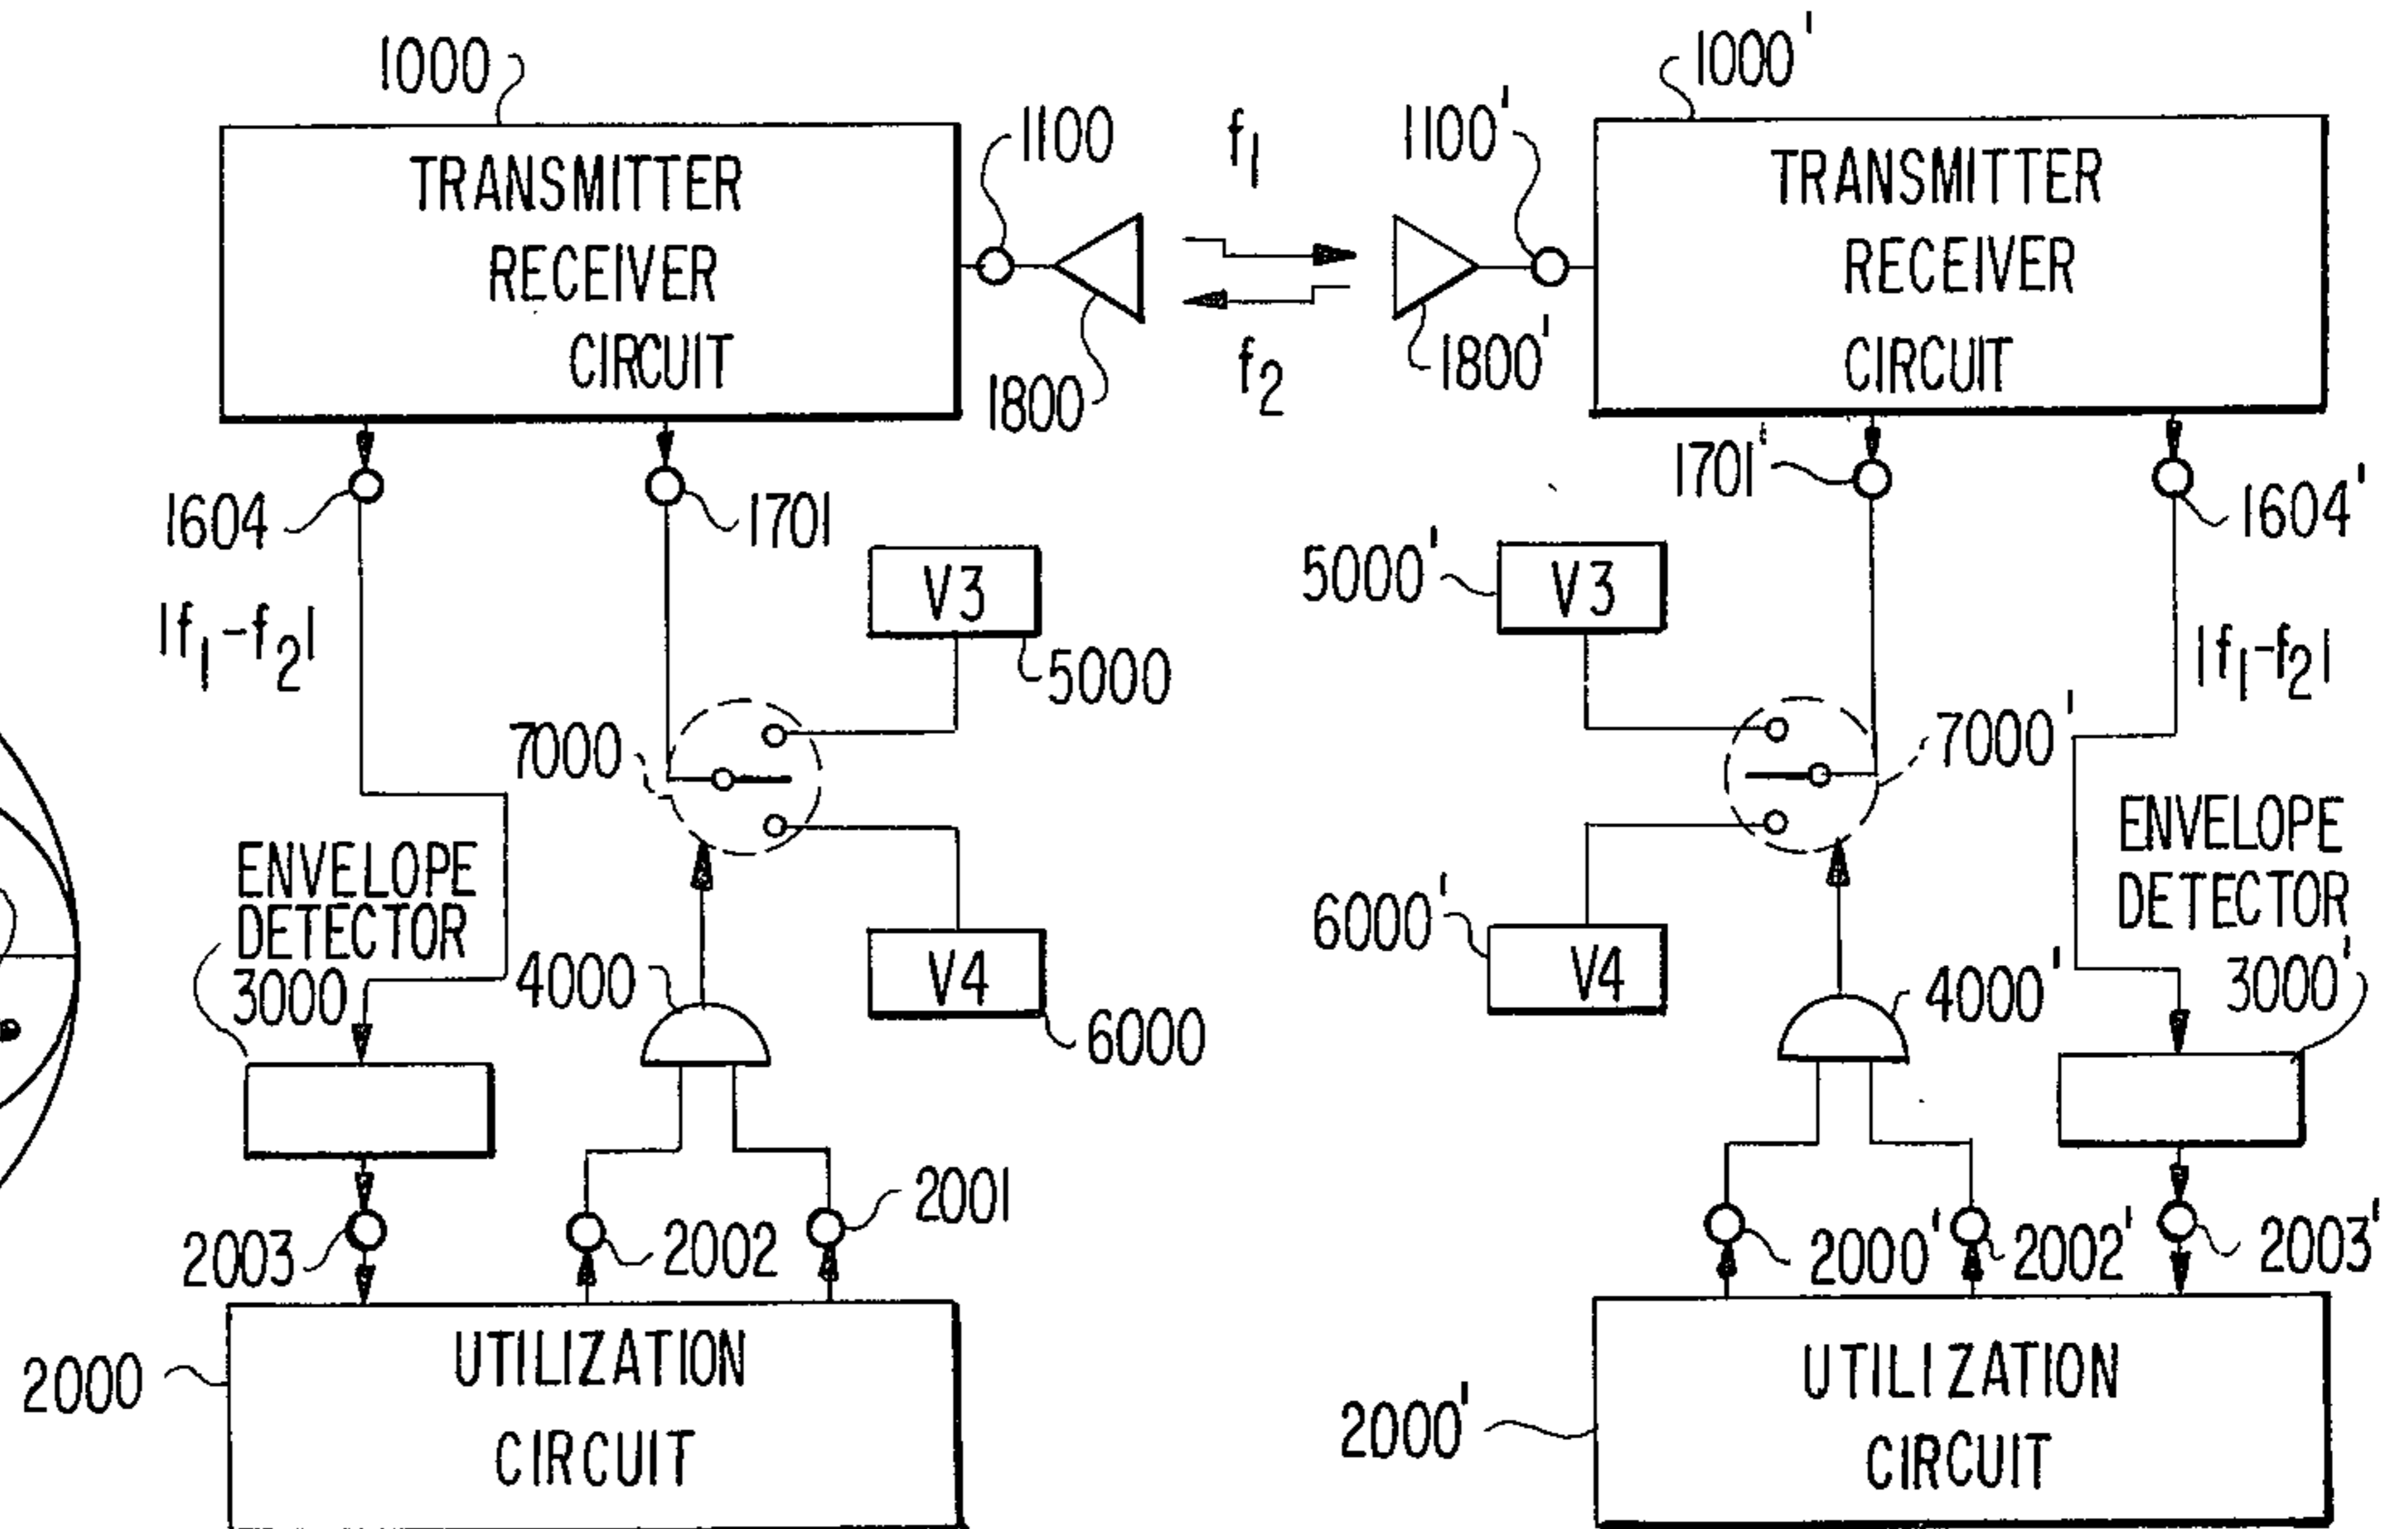 1000
1000'
1100
f1
1100'
TRANSMITTER
RECEIVER
CIRCUIT
TRANSMITTER
RECEIVER
CIRCUIT
1800
f2
1800'
1604
1701
1701'
1604'
|f1-f2|
V3
5000
5000'
V3
|f1-f2|
7000
7000'
ENVELOPE
DETECTOR
3000
4000
V4
6000
6000'
V4
4000'
ENVELOPE
DETECTOR
3000'
2003
2002
2001
2000'
2002'
2003'
2000
UTILIZATION
CIRCUIT
2000'
UTILIZATION
CIRCUIT